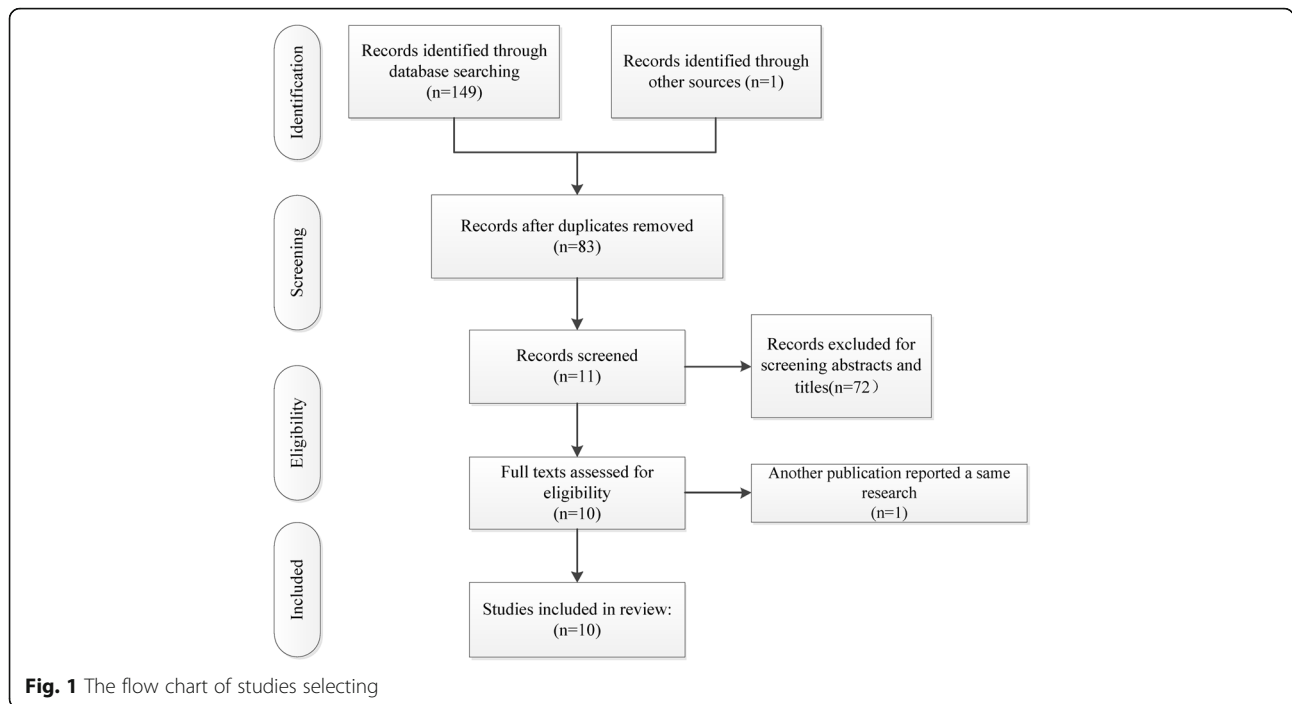 Identification
Records identified through
database searching
(n=149)
Records identified through
other sources (n=1)
Screening
Records after duplicates removed
(n=83)
Records screened
(n=11)
Records excluded for
screening abstracts and
titles(n=72）
Eligibility
Full texts assessed for
eligibility
(n=10)
Another publication reported a same
research
(n=1)
Included
Studies included in review:
(n=10)
Fig. 1 The flow chart of studies selecting